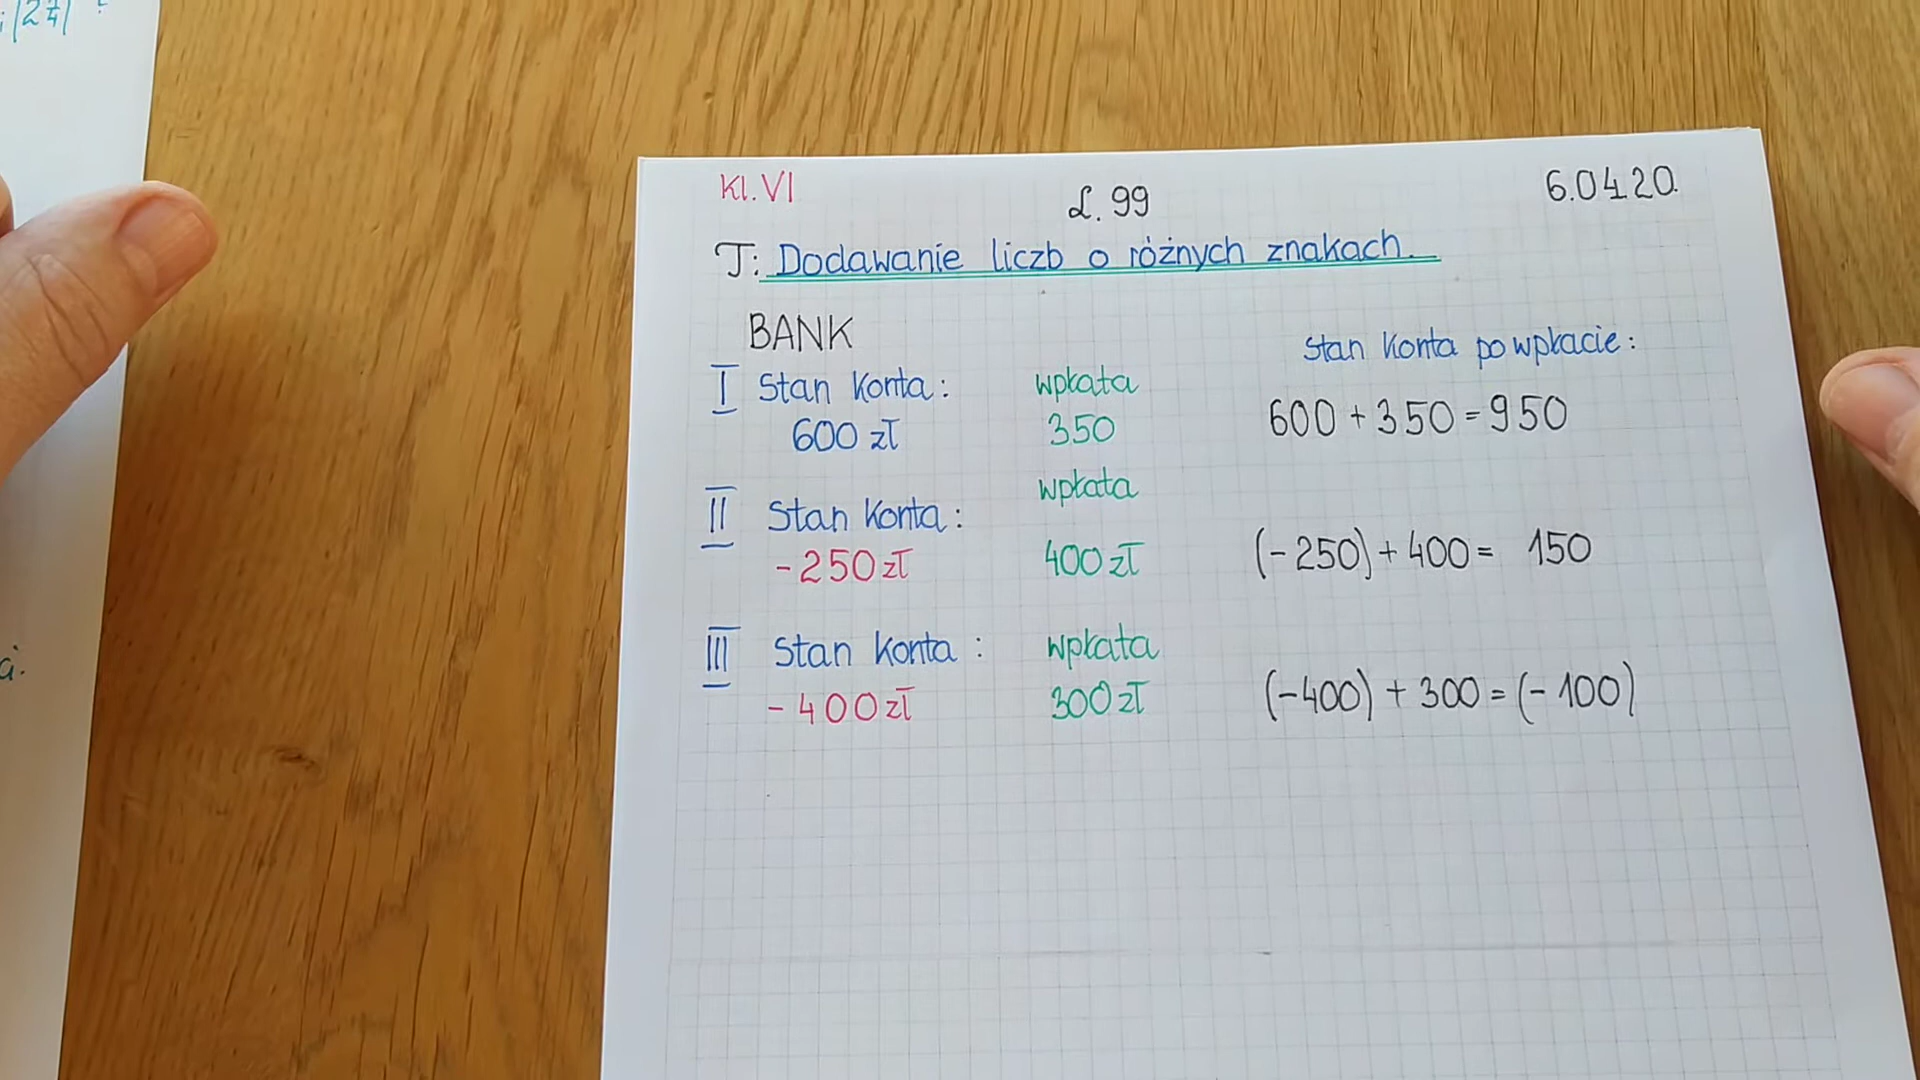 Kl. VI
L. 99
6.04.20.
T: Dodawanie liczb o różnych znakach.
BANK
Stan konta po wpłacie:
I Stan konta: wpłata
600 zł 350 600 + 350 = 950
II Stan konta: wpłata
-250 zł 400 zł (-250) + 400 = 150
III Stan konta: wpłata
-400 zł 300 zł (-400) + 300 = (-100)